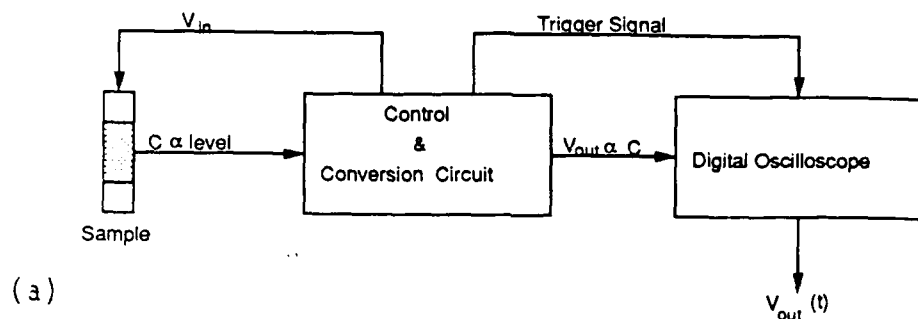 V_in
Trigger Signal
Control
&
Conversion Circuit
C α level
V_out α C
Digital Oscilloscope
Sample
(a)
V_out (t)